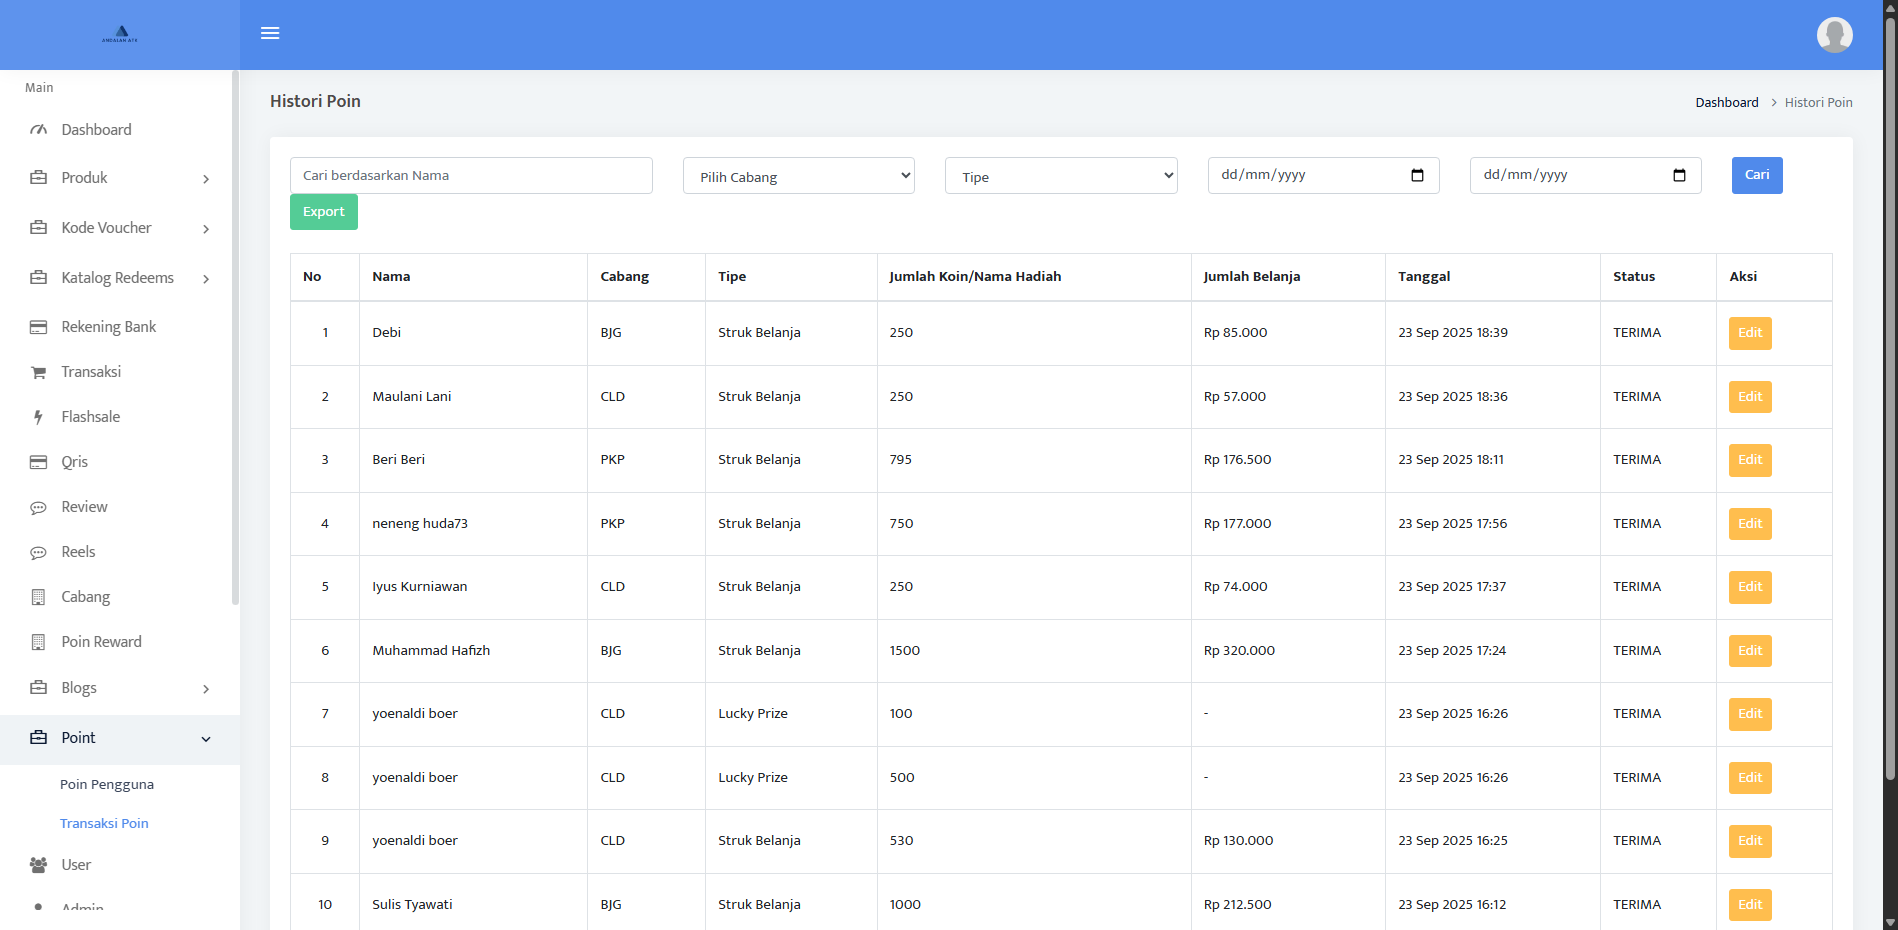 ANDALAN ATK
Main
Dashboard
Produk
Kode Voucher
Katalog Redeems
Rekening Bank
Transaksi
Flashsale
Qris
Review
Reels
Cabang
Poin Reward
Blogs
Point
Poin Pengguna
Transaksi Poin
User
Admin
Histori Poin
Dashboard > Histori Poin
Cari berdasarkan Nama Pilih Cabang Tipe dd/mm/yyyy dd/mm/yyyy Cari
Export
No Nama Cabang Tipe Jumlah Koin/Nama Hadiah Jumlah Belanja Tanggal Status Aksi
1 Debi BJG Struk Belanja 250 Rp 85.000 23 Sep 2025 18:39 TERIMA Edit
2 Maulani Lani CLD Struk Belanja 250 Rp 57.000 23 Sep 2025 18:36 TERIMA Edit
3 Beri Beri PKP Struk Belanja 795 Rp 176.500 23 Sep 2025 18:11 TERIMA Edit
4 neneng huda73 PKP Struk Belanja 750 Rp 177.000 23 Sep 2025 17:56 TERIMA Edit
5 Iyus Kurniawan CLD Struk Belanja 250 Rp 74.000 23 Sep 2025 17:37 TERIMA Edit
6 Muhammad Hafizh BJG Struk Belanja 1500 Rp 320.000 23 Sep 2025 17:24 TERIMA Edit
7 yoenaldi boer CLD Lucky Prize 100 - 23 Sep 2025 16:26 TERIMA Edit
8 yoenaldi boer CLD Lucky Prize 500 - 23 Sep 2025 16:26 TERIMA Edit
9 yoenaldi boer CLD Struk Belanja 530 Rp 130.000 23 Sep 2025 16:25 TERIMA Edit
10 Sulis Tyawati BJG Struk Belanja 1000 Rp 212.500 23 Sep 2025 16:12 TERIMA Edit